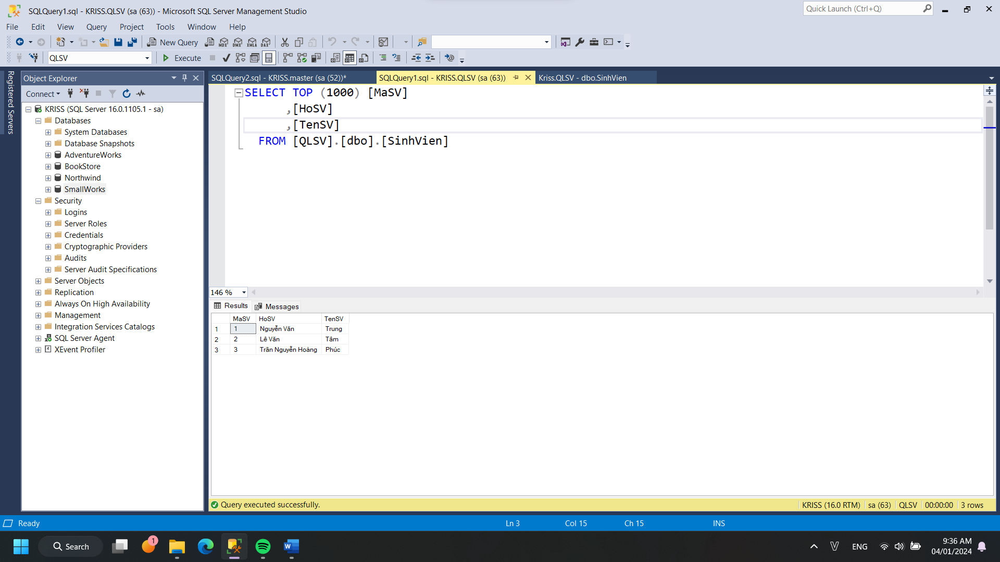 SQLQuery1.sql - KRISS.QLSV (sa (63)) - Microsoft SQL Server Management Studio
Quick Launch (Ctrl+Q)
File Edit View Query Project Tools Window Help
New Query MDX DMX XMLA DAX
QLSV Execute
Registered Servers
Object Explorer
Connect
KRISS (SQL Server 16.0.1105.1 - sa)
Databases
System Databases
Database Snapshots
AdventureWorks
BookStore
Northwind
SmallWorks
Security
Logins
Server Roles
Credentials
Cryptographic Providers
Audits
Server Audit Specifications
Server Objects
Replication
Always On High Availability
Management
Integration Services Catalogs
SQL Server Agent
XEvent Profiler
SQLQuery2.sql - KRISS.master (sa (52))* SQLQuery1.sql - KRISS.QLSV (sa (63)) Kriss.QLSV - dbo.SinhVien
SELECT TOP (1000) [MaSV]
,[HoSV]
,[TenSV]
FROM [QLSV].[dbo].[SinhVien]
146 %
Results Messages
MaSV HoSV TenSV
1 1 Nguyễn Văn Trung
2 2 Lê Văn Tâm
3 3 Trần Nguyễn Hoàng Phúc
Query executed successfully. KRISS (16.0 RTM) sa (63) QLSV 00:00:00 3 rows
Ready Ln 3 Col 15 Ch 15 INS
Search 1 ENG 9:36 AM
04/01/2024